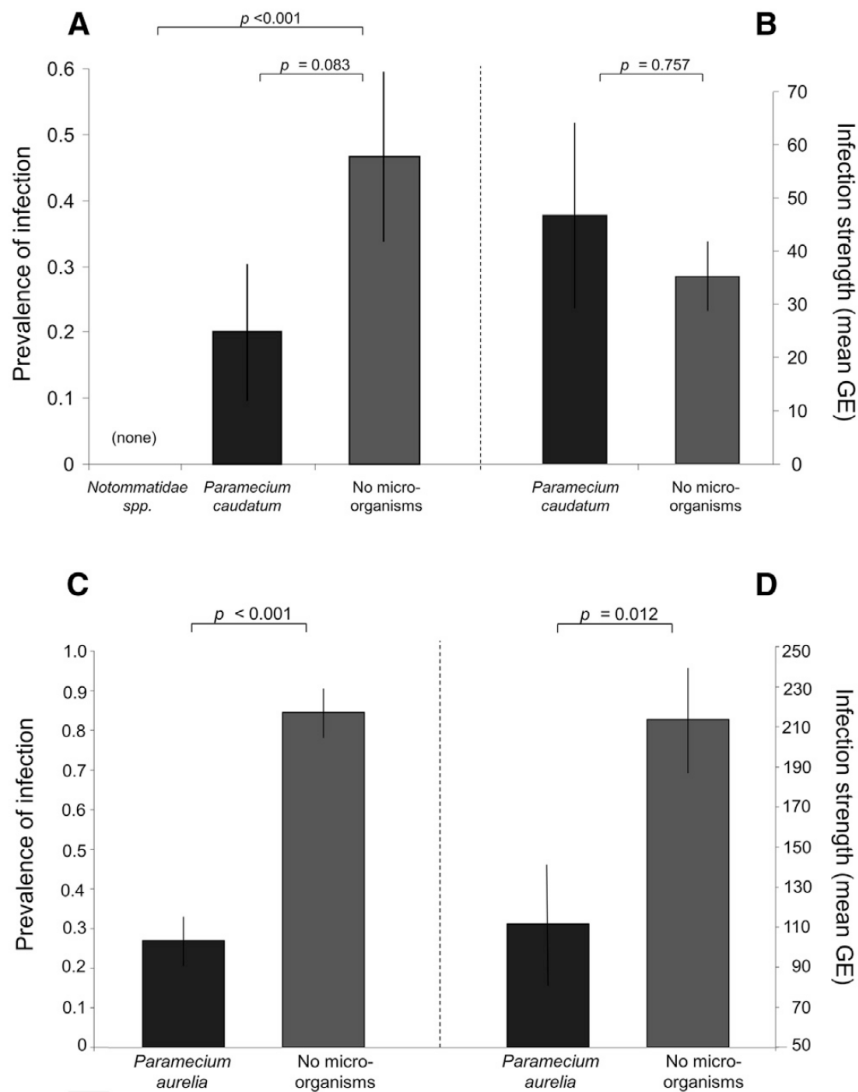 A
B
p <0.001
p = 0.083
p = 0.757
Prevalence of infection
0.6
0.5
0.4
0.3
0.2
0.1
0
(none)
Notommatidae
spp.
Paramecium
caudatum
No micro-
organisms
Paramecium
caudatum
No micro-
organisms
70
60
50
40
30
20
10
0
Infection strength (mean GE)
C
D
p < 0.001
p = 0.012
Prevalence of infection
1.0
0.9
0.8
0.7
0.6
0.5
0.4
0.3
0.2
0.1
0
Paramecium
aurelia
No micro-
organisms
Paramecium
aurelia
No micro-
organisms
250
230
210
190
170
150
130
110
90
70
50
Infection strength (mean GE)